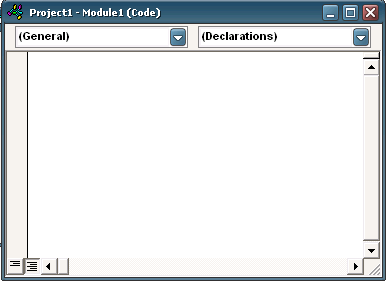 Project1 - Module1 (Code)
(General) (Declarations)